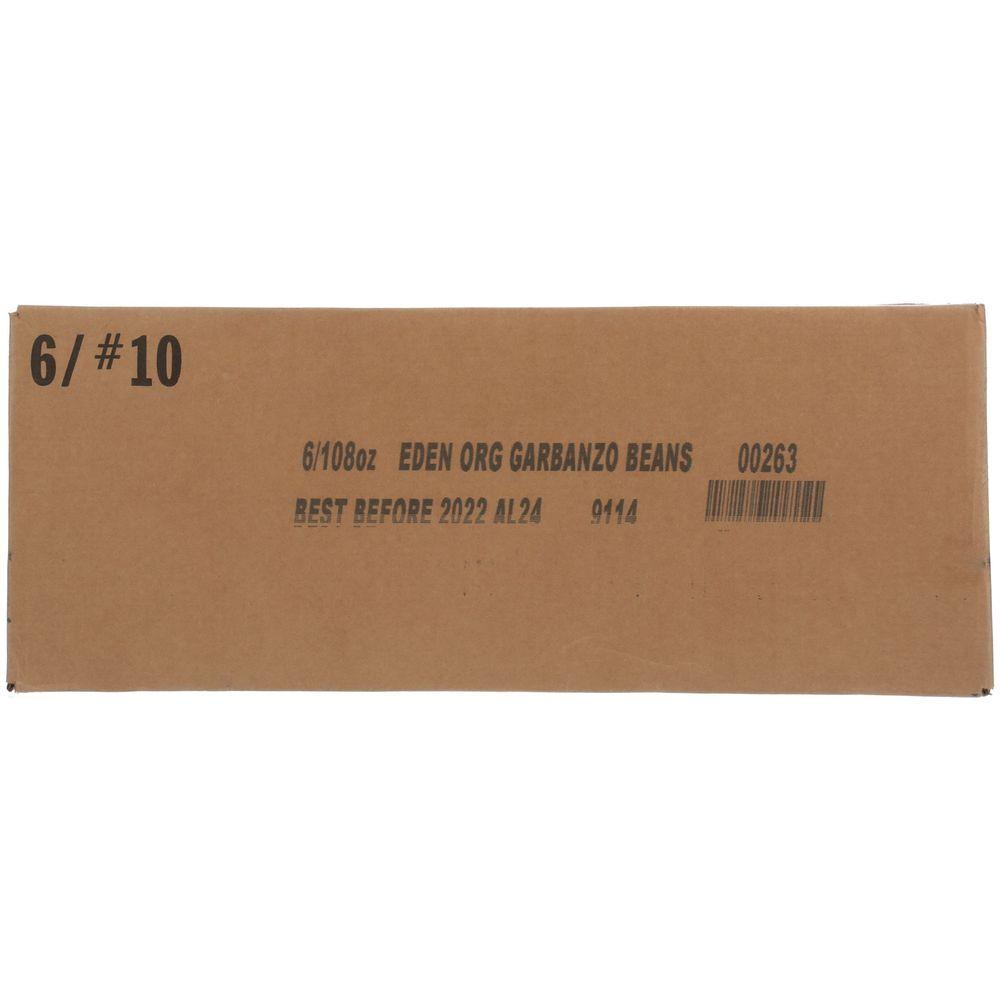 6/ #10
6/108oz EDEN ORG GARBANZO BEANS 00263
BEST BEFORE 2022 AL24 9114